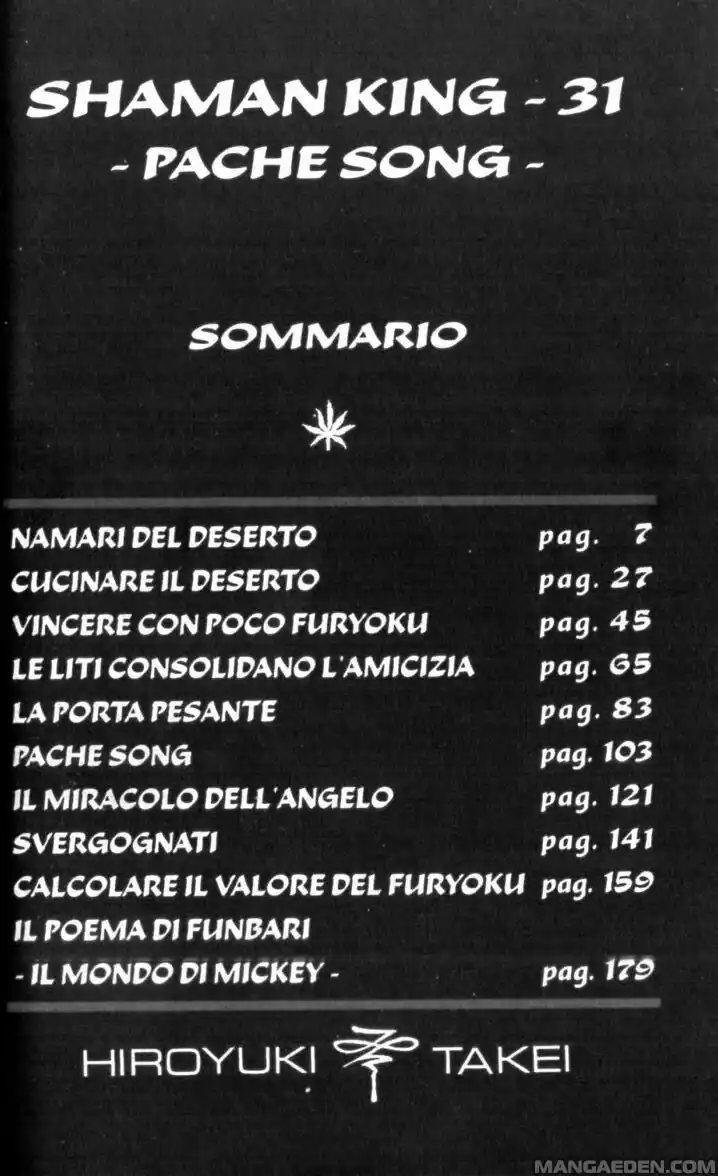 SHAMAN KING - 31
- PACHE SONG -
SOMMARIO
NAMARI DEL DESERTO pag. 7
CUCINARE IL DESERTO pag. 27
VINCERE CON POCO FURYOKU pag. 45
LE LITI CONSOLIDANO L'AMICIZIA pag. 65
LA PORTA PESANTE pag. 83
PACHE SONG pag. 103
IL MIRACOLO DELL'ANGELO pag. 121
SVERGOGNATI pag. 141
CALCOLARE IL VALORE DEL FURYOKU pag. 159
IL POEMA DI FUNBARI
- IL MONDO DI MICKEY - pag. 179
HIROYUKI TAKEI
MANGAEDEN.COM